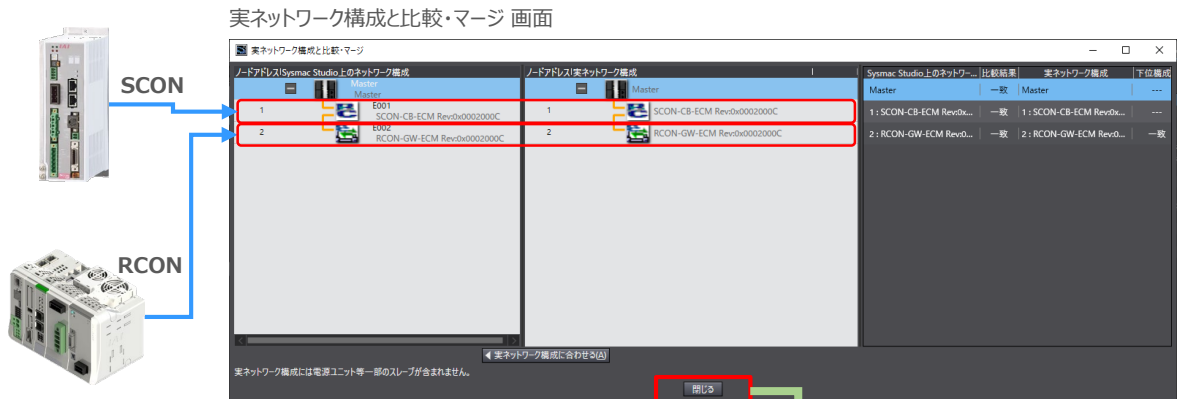 実ネットワーク構成と比較・マージ 画面
実ネットワーク構成と比較・マージ
ノードアドレス|Sysmac Studio上のネットワーク構成
Master
Master
1
E001
SCON-CB-ECM Rev:0x0002000C
2
E002
RCON-GW-ECM Rev:0x0002000C
ノードアドレス|実ネットワーク構成
Master
1
SCON-CB-ECM Rev:0x0002000C
2
RCON-GW-ECM Rev:0x0002000C
Sysmac Studio上のネットワー... 比較結果 実ネットワーク構成 下位構成
Master 一致 Master ---
1 : SCON-CB-ECM Rev:0x... 一致 1 : SCON-CB-ECM Rev:0x... ---
2 : RCON-GW-ECM Rev:0... 一致 2 : RCON-GW-ECM Rev:0... 一致
実ネットワーク構成に合わせる(A)
実ネットワーク構成には電源ユニット等一部のスレーブが含まれません。
閉じる
SCON
RCON